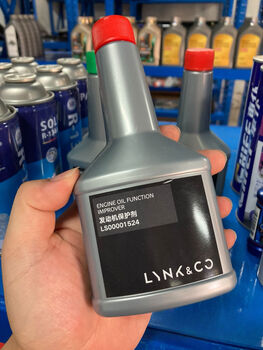 ENGINE OIL FUNCTION
IMPROVER
发动机保护剂
LS00001524
LYNK&CO